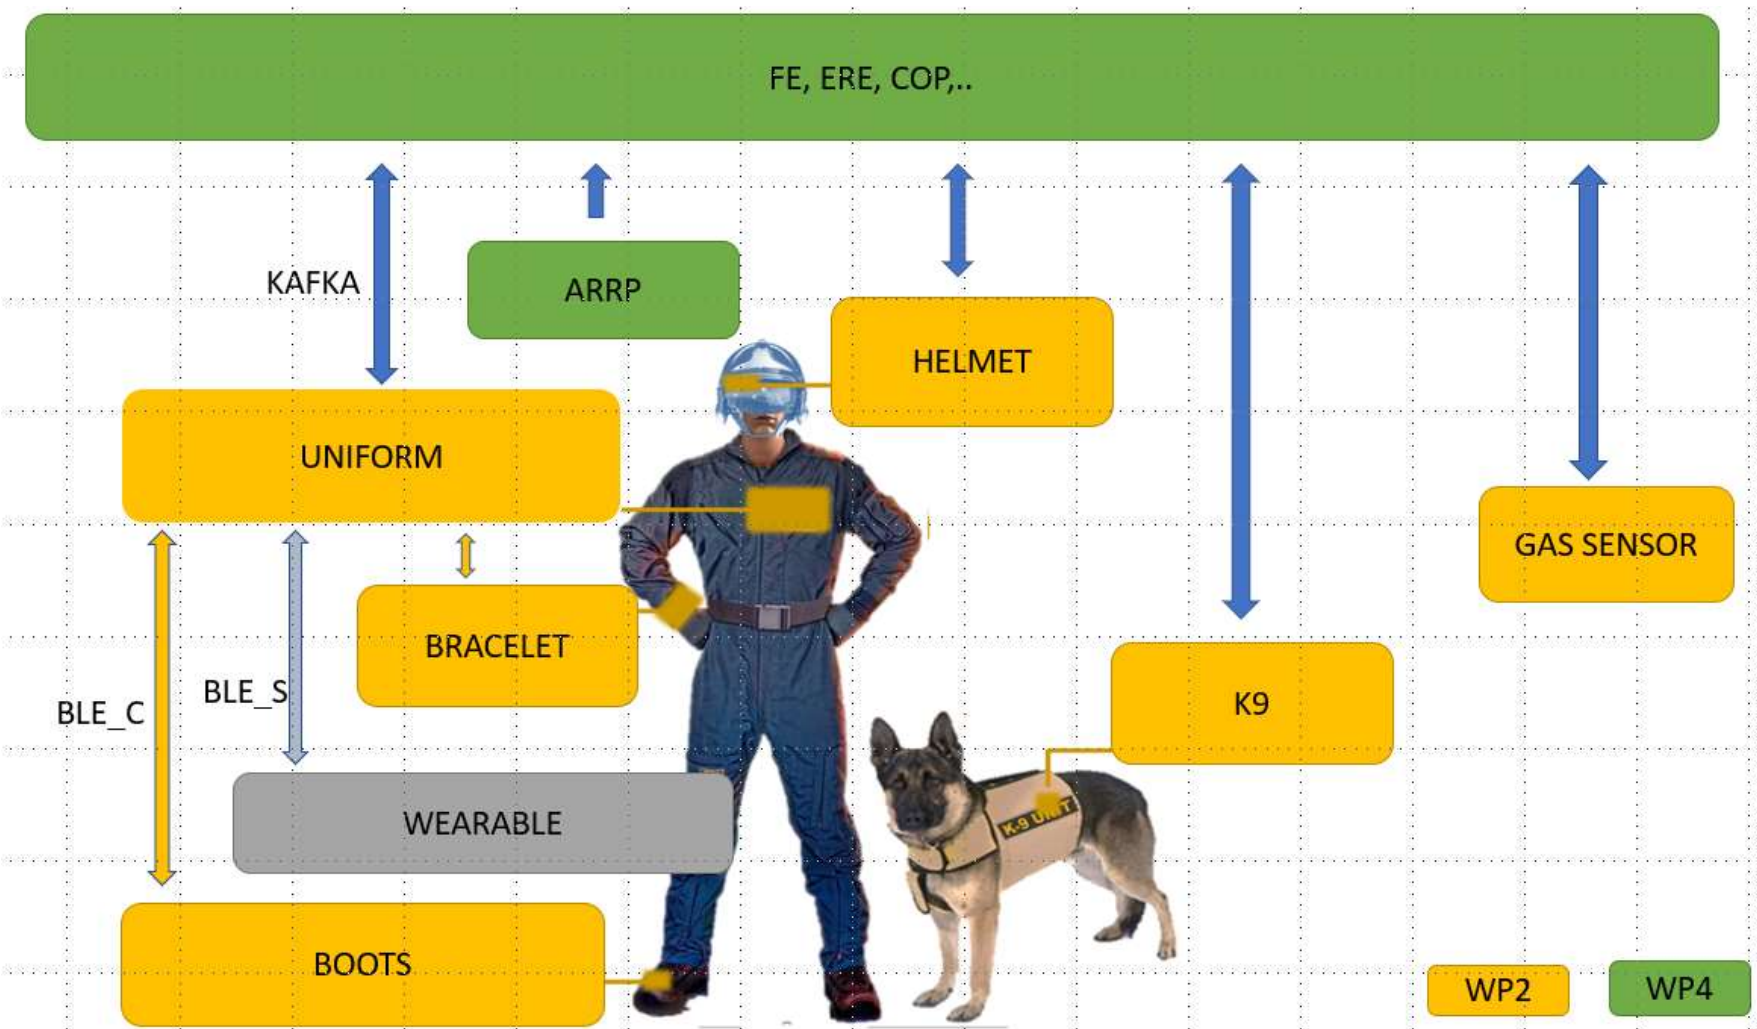 FE, ERE, COP,..
KAFKA
ARRP
HELMET
UNIFORM
GAS SENSOR
BRACELET
BLE_S
BLE_C
K9
WEARABLE
K-9 UNIT
BOOTS
WP2
WP4